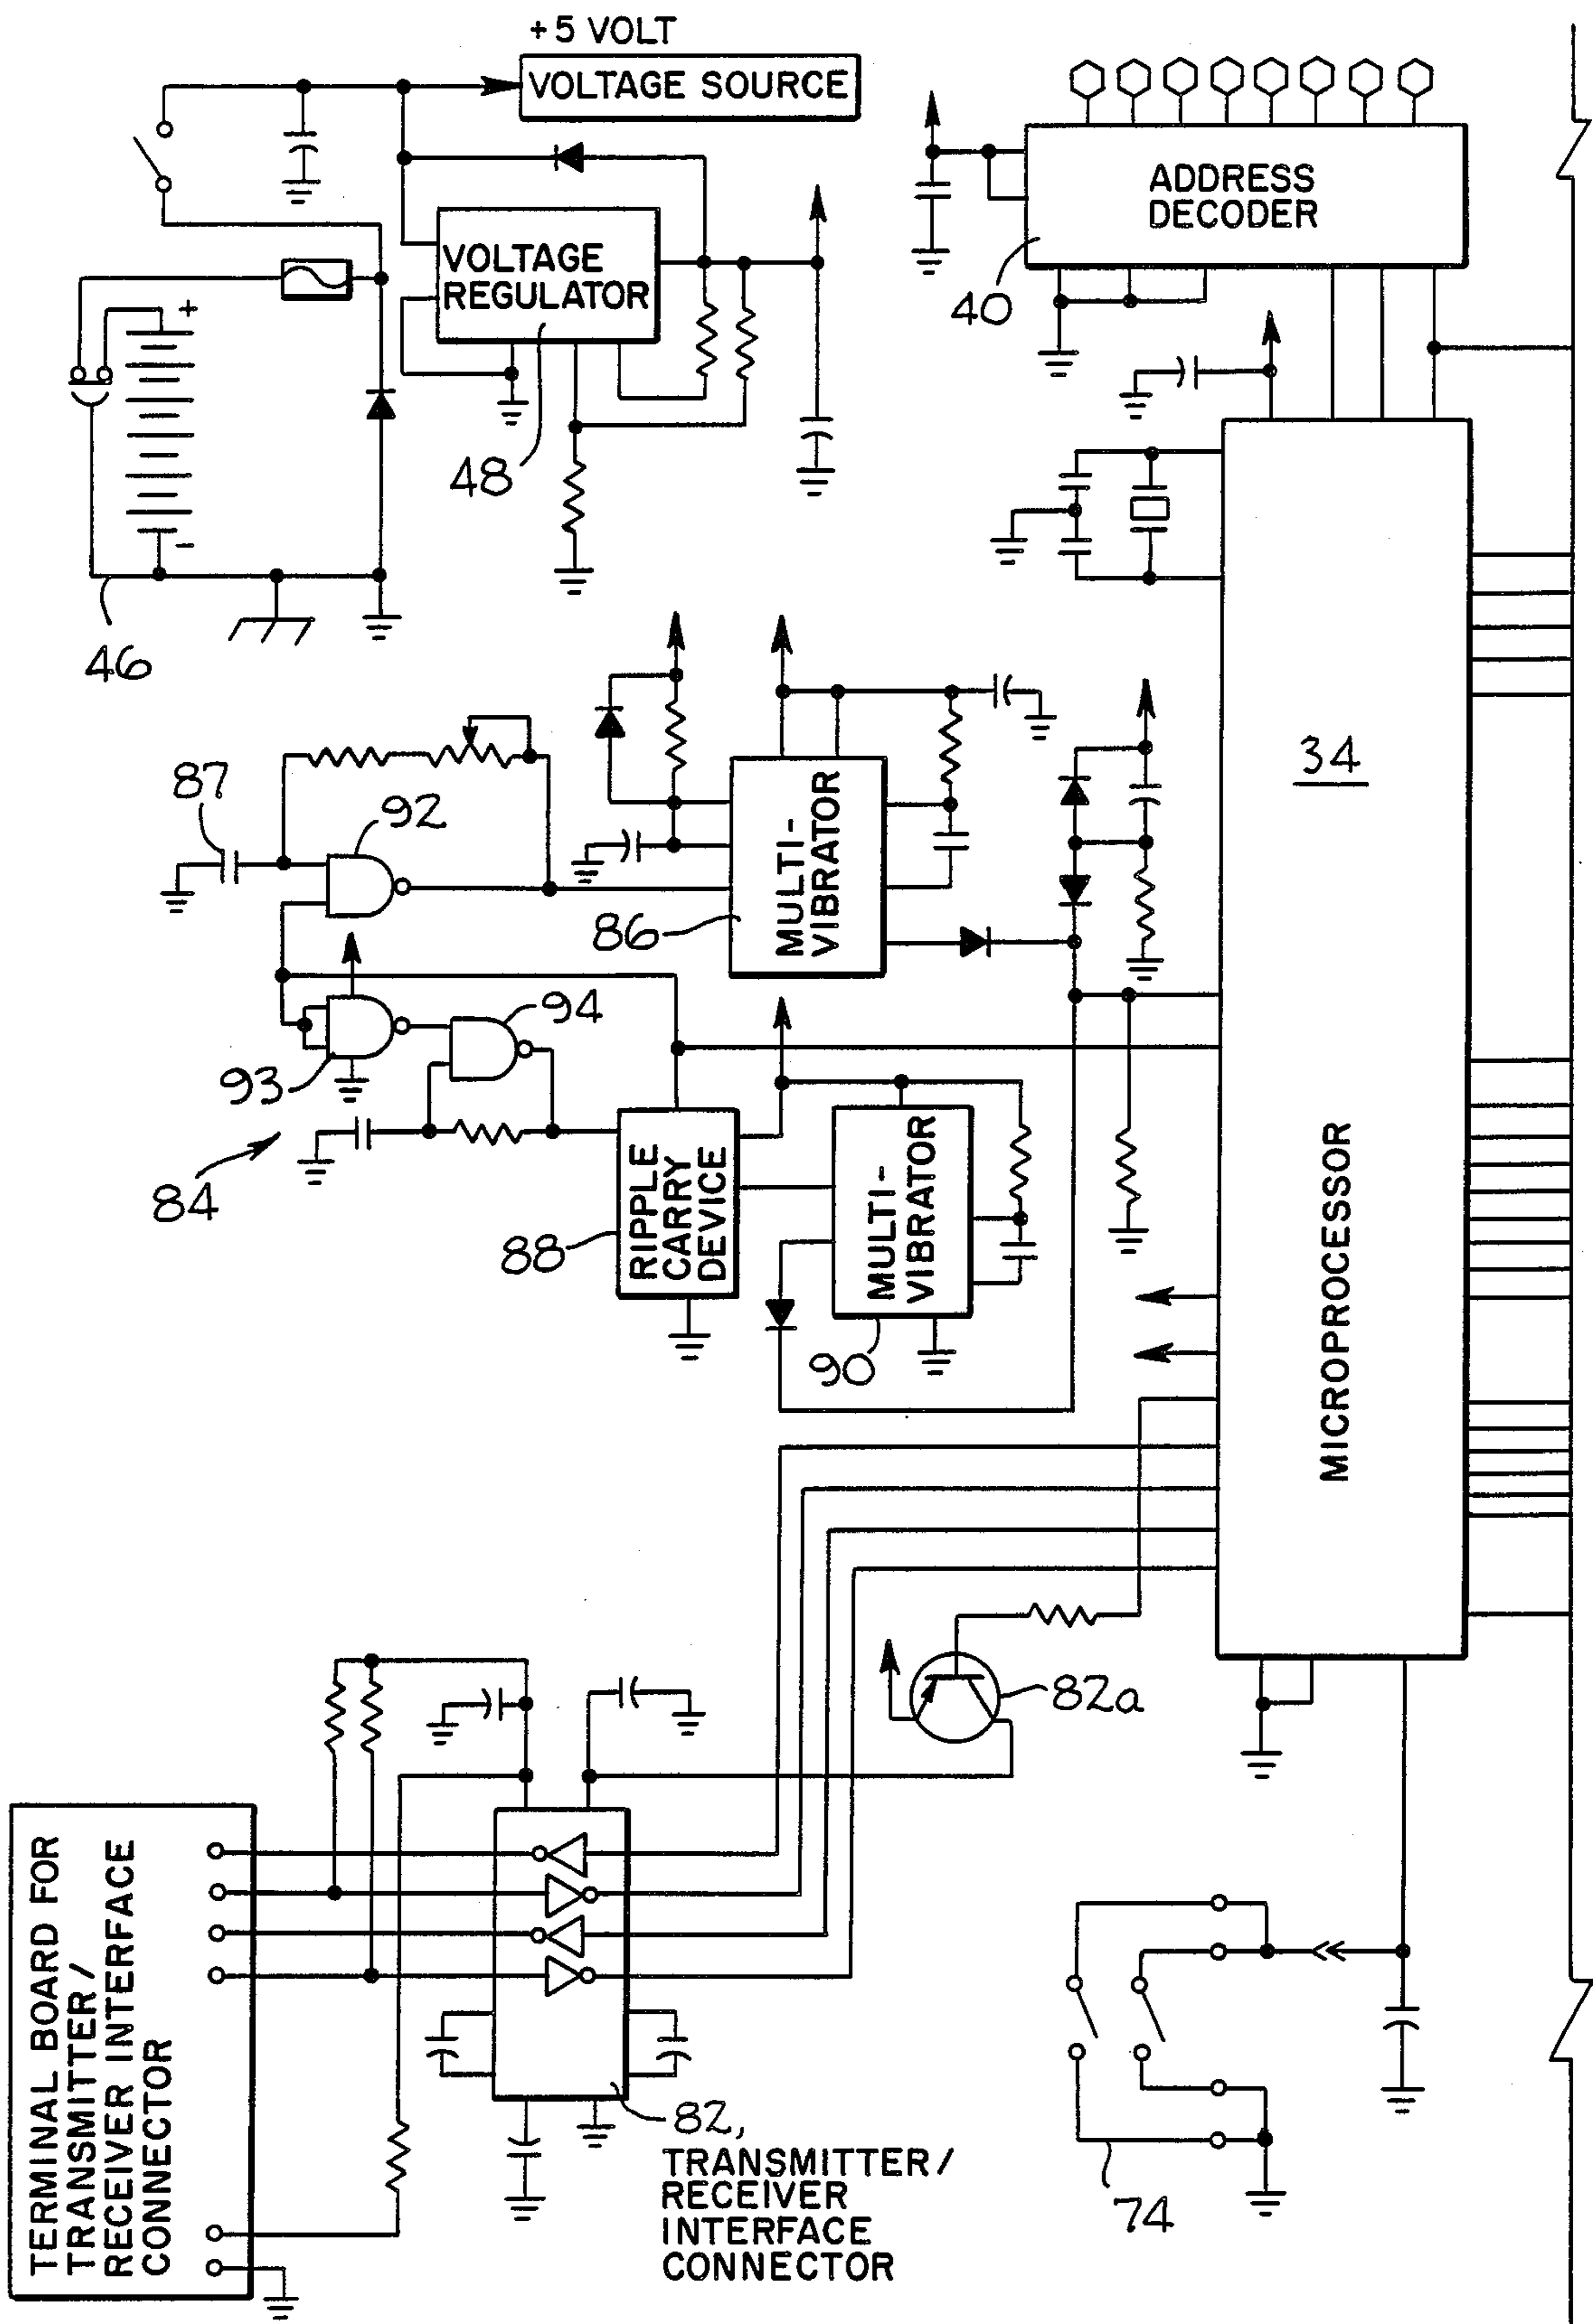 +5 VOLT
VOLTAGE SOURCE
ADDRESS
DECODER
40
VOLTAGE
REGULATOR
48
+
-
46
34
MICROPROCESSOR
87
92
MULTI-
VIBRATOR
86
94
93
84
RIPPLE
CARRY
DEVICE
88
MULTI-
VIBRATOR
90
82a
TERMINAL BOARD FOR
TRANSMITTER/
RECEIVER INTERFACE
CONNECTOR
82,
TRANSMITTER/
RECEIVER
INTERFACE
CONNECTOR
74